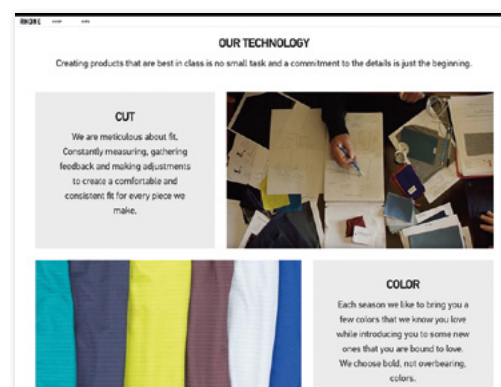 RHONE
OUR TECHNOLOGY
Creating products that are best in class is no small task and a commitment to the details is just the beginning.
CUT
We are meticulous about fit.
Constantly measuring, gathering
feedback and making adjustments
to create a comfortable and
consistent fit for every piece we
make.
COLOR
Each season we like to bring you a
few colors that we know you love
while introducing you to some new
ones that you are bound to love.
We choose bold, not overbearing,
colors.